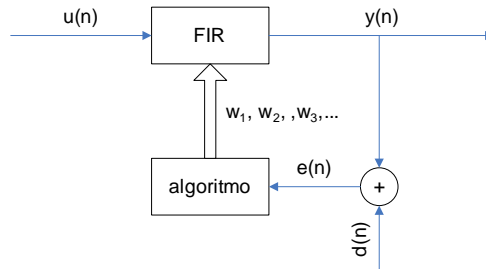 u(n)
FIR
y(n)
w₁, w₂, ,w₃,...
algoritmo
e(n)
+
d(n)